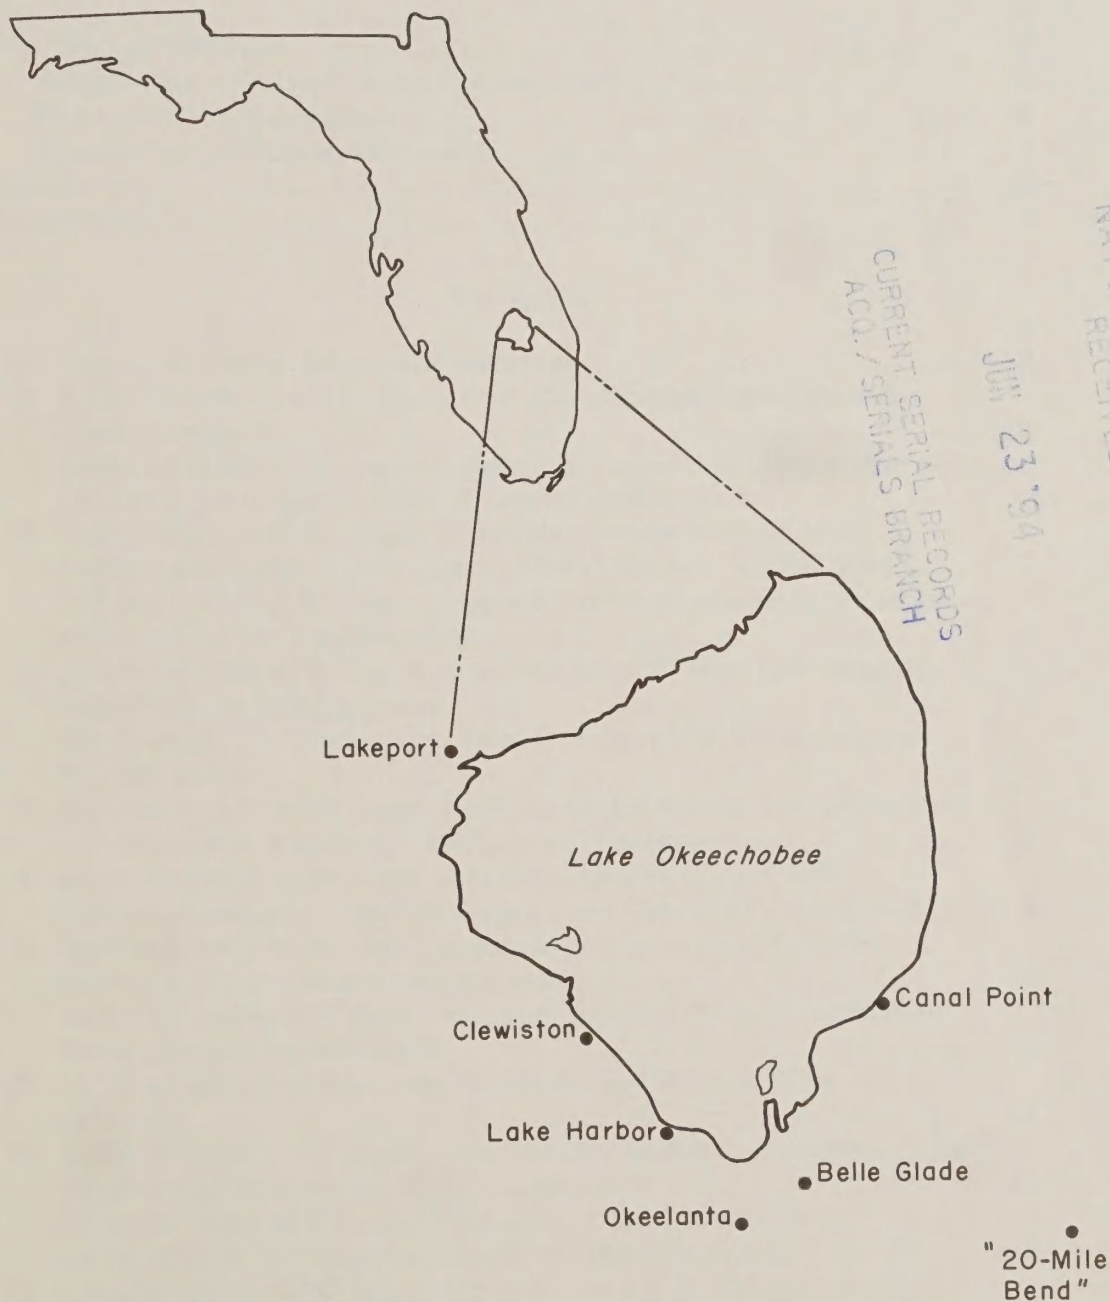 CURRENT SERIAL RECORDS
ACQ./SERIALS BRANCH
JUN 23 '94
Lakeport
Lake Okeechobee
Canal Point
Clewiston
Lake Harbor
Belle Glade
Okeelanta
"20-Mile
Bend"